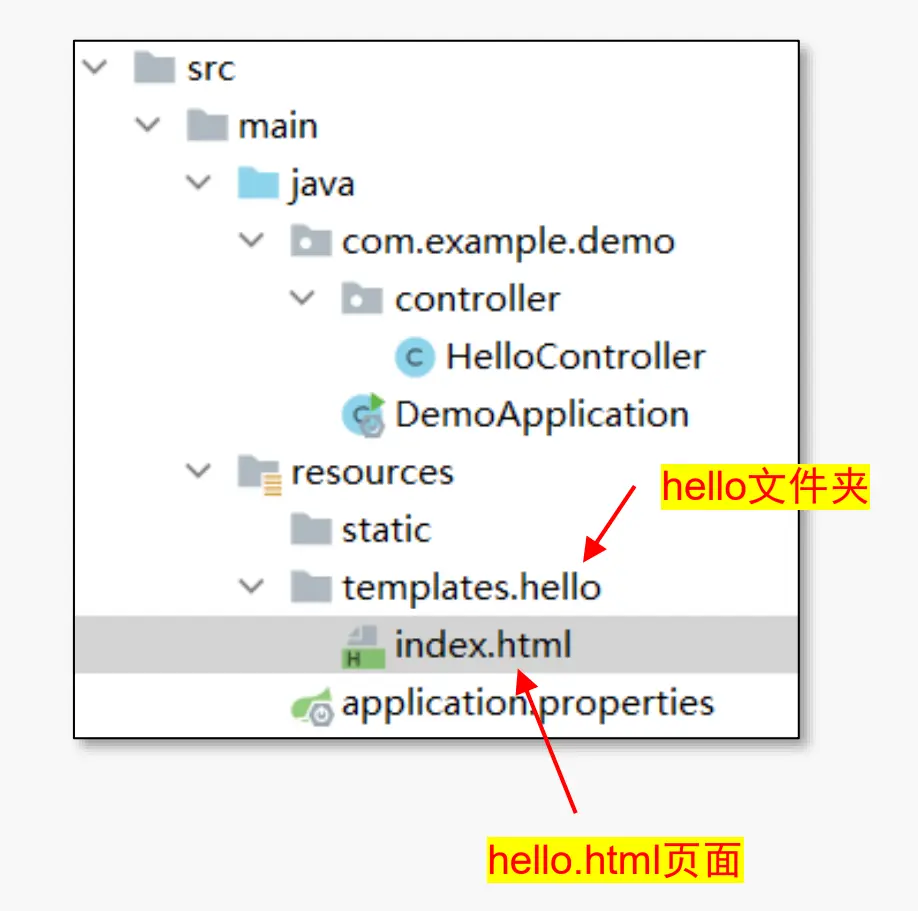 src
main
java
com.example.demo
controller
C HelloController
C DemoApplication
resources
hello文件夹
static
templates.hello
H index.html
application.properties
hello.html页面